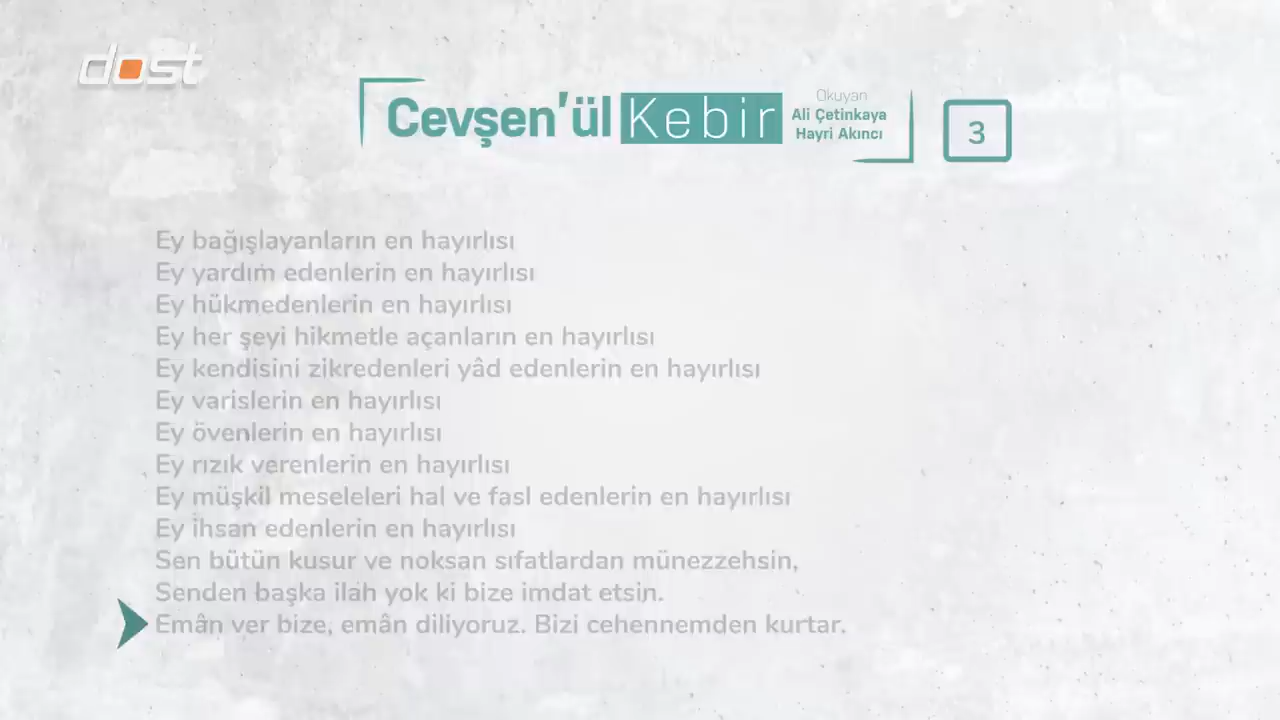 dost
Cevşen'ül Kebir
Okuyan
Ali Çetinkaya
Hayri Akıncı
3
Ey bağışlayanların en hayırlısı
Ey yardım edenlerin en hayırlısı
Ey hükmedenlerin en hayırlısı
Ey her şeyi hikmetle açanların en hayırlısı
Ey kendisini zikredenleri yâd edenlerin en hayırlısı
Ey varislerin en hayırlısı
Ey övenlerin en hayırlısı
Ey rızık verenlerin en hayırlısı
Ey müşkil meseleleri hal ve fasl edenlerin en hayırlısı
Ey İhsan edenlerin en hayırlısı
Sen bütün kusur ve noksan sıfatlardan münezzehsin,
Senden başka ilah yok ki bize imdat etsin.
Emân ver bize, emân diliyoruz. Bizi cehennemden kurtar.